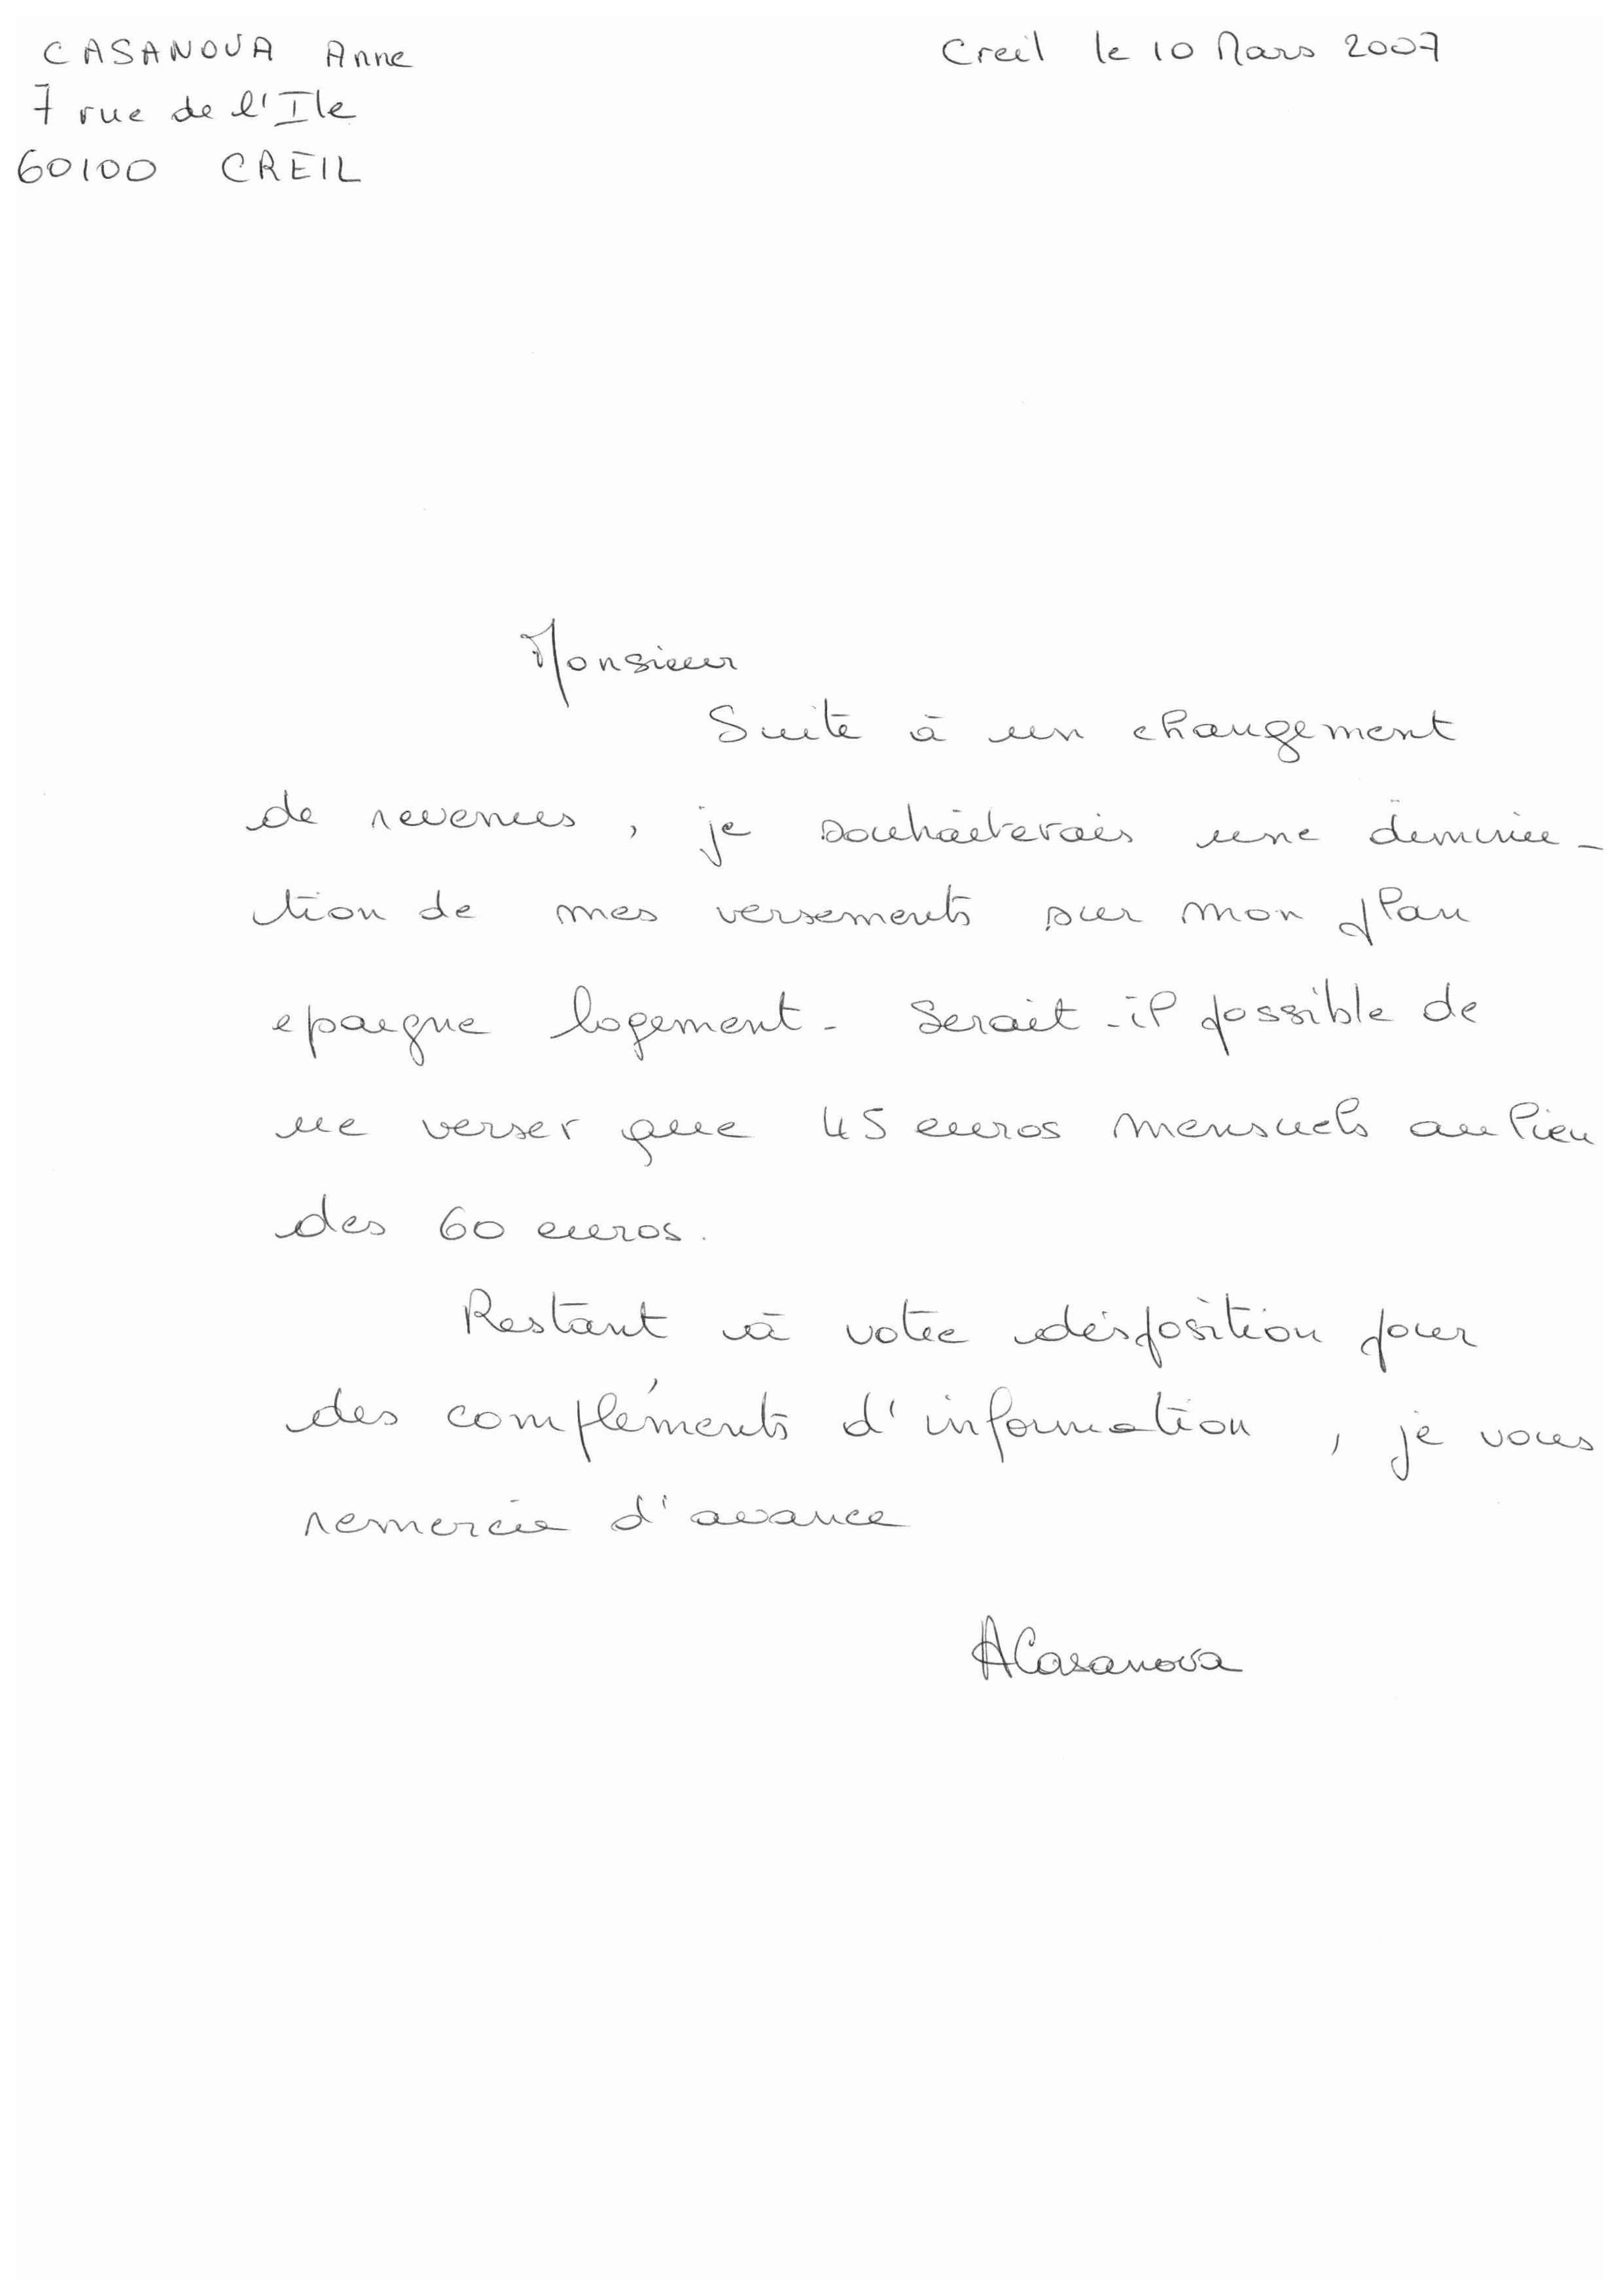 CASANOVA Anne
Creil le 10 Mars 2007
7 rue de l'Ile
60100 CREIL
Monsieur
Suite à un changement
de revenus, je souhaiterais une diminu-
tion de mes versements sur mon plan
epargne logement. Serait-il possible de
ne verser que 45 euros mensuels au lieu
des 60 euros.
Restant à votre disposition pour
des compléments d'information, je vous
remercie d'avance
ACasanova